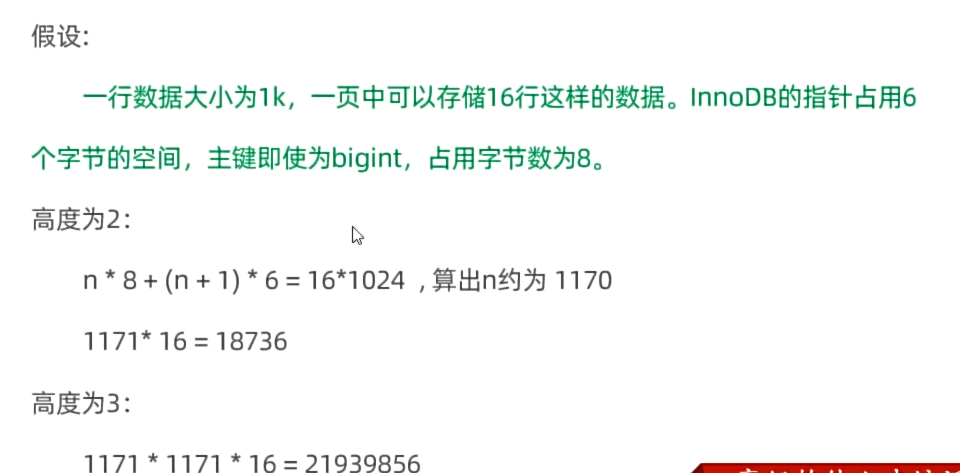 假设：
一行数据大小为1k，一页中可以存储16行这样的数据。InnoDB的指针占用6
个字节的空间，主键即使为bigint，占用字节数为8。
高度为2：
n * 8 + (n + 1) * 6 = 16*1024 , 算出n约为 1170
1171* 16 = 18736
高度为3：
1171 * 1171 * 16 = 21939856